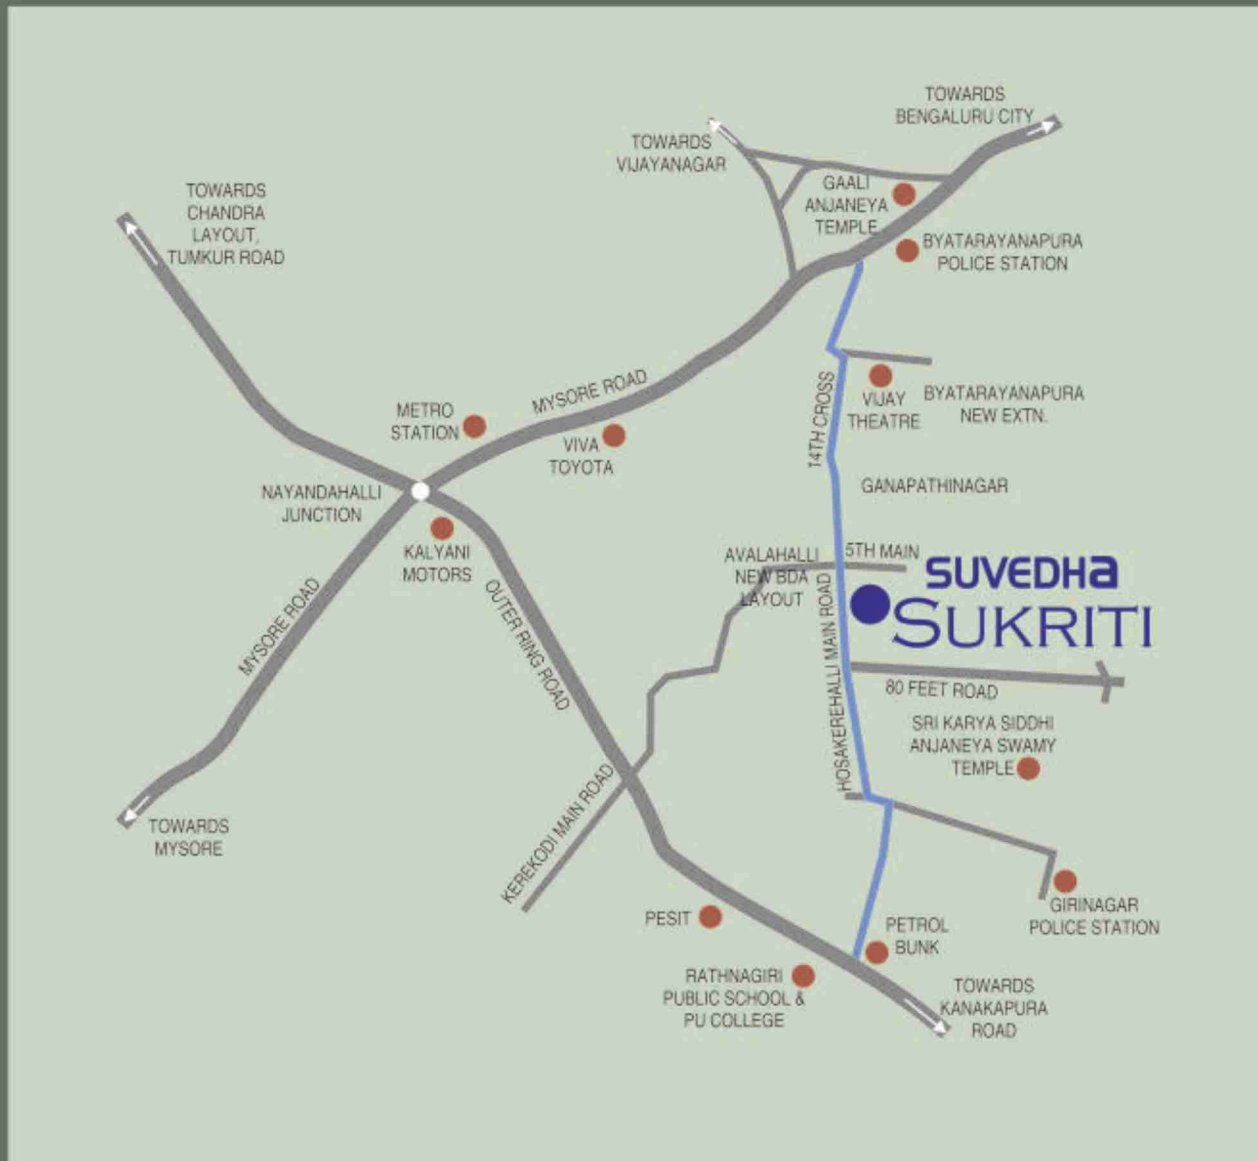 TOWARDS
BENGALURU CITY
TOWARDS
VIJAYANAGAR
GAALI
ANJANEYA
TEMPLE
TOWARDS
CHANDRA
LAYOUT,
TUMKUR ROAD
BYATARAYANAPURA
POLICE STATION
MYSORE ROAD
METRO
STATION
VIVA
TOYOTA
14TH CROSS
VIJAY
THEATRE
BYATARAYANAPURA
NEW EXTN.
NAYANDAHALLI
JUNCTION
GANAPATHINAGAR
KALYANI
MOTORS
AVALAHALLI
NEW BDA
LAYOUT
5TH MAIN
SUVEDHa
SUKRITI
MYSORE ROAD
OUTER RING ROAD
HOSAKEREHALLI MAIN ROAD
80 FEET ROAD
SRI KARYA SIDDHI
ANJANEYA SWAMY
TEMPLE
TOWARDS
MYSORE
KEREKODI MAIN ROAD
PESIT
GIRINAGAR
POLICE STATION
PETROL
BUNK
RATHNAGIRI
PUBLIC SCHOOL &
PU COLLEGE
TOWARDS
KANAKAPURA
ROAD